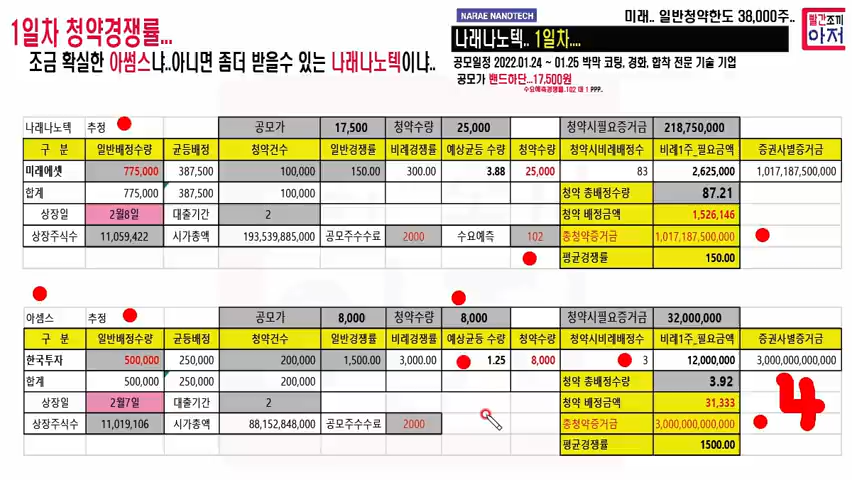 1일차 청약경쟁률...
조금 확실한 아썸스냐..아니면 좀더 받을수 있는 나래나노텍이냐..
NARAE NANOTECH
미래.. 일반청약한도 38,000주..
나래나노텍.. 1일차....
빨간조끼
아저
공모일정 2022.01.24 ~ 01.25 박막 코팅, 경화, 합착 전문 기술 기업
공모가 밴드하단...17,500원
수요예측경쟁률..102 대 1 PPP..
나래나노텍 추정 공모가 17,500 청약수량 25,000 청약시필요증거금 218,750,000
구 분 일반배정수량 균등배정 청약건수 일반경쟁률 비례경쟁률 예상균등 수량 청약수량 청약시비례배정수 비례1주_필요금액 증권사별증거금
미레에셋 775,000 387,500 100,000 150.00 300.00 3.88 25,000 83 2,625,000 1,017,187,500,000
합계 775,000 387,500 100,000 청약 총배정수량 87.21
상장일 2월8일 대출기간 2 청약 배정금액 1,526,146
상장주식수 11,059,422 시가총액 193,539,885,000 공모주수수료 2000 수요예측 102 총청약증거금 1,017,187,500,000
평균경쟁률 150.00
아셈스 추정 공모가 8,000 청약수량 8,000 청약시필요증거금 32,000,000
구 분 일반배정수량 균등배정 청약건수 일반경쟁률 비례경쟁률 예상균등 수량 청약수량 청약시비례배정수 비례1주_필요금액 증권사별증거금
한국투자 500,000 250,000 200,000 1,500.00 3,000.00 1.25 8,000 3 12,000,000 3,000,000,000,000
합계 500,000 250,000 200,000 청약 총배정수량 3.92
상장일 2월7일 대출기간 2 청약 배정금액 31,333
상장주식수 11,019,106 시가총액 88,152,848,000 공모주수수료 2000 총청약증거금 3,000,000,000,000
평균경쟁률 1500.00
.4